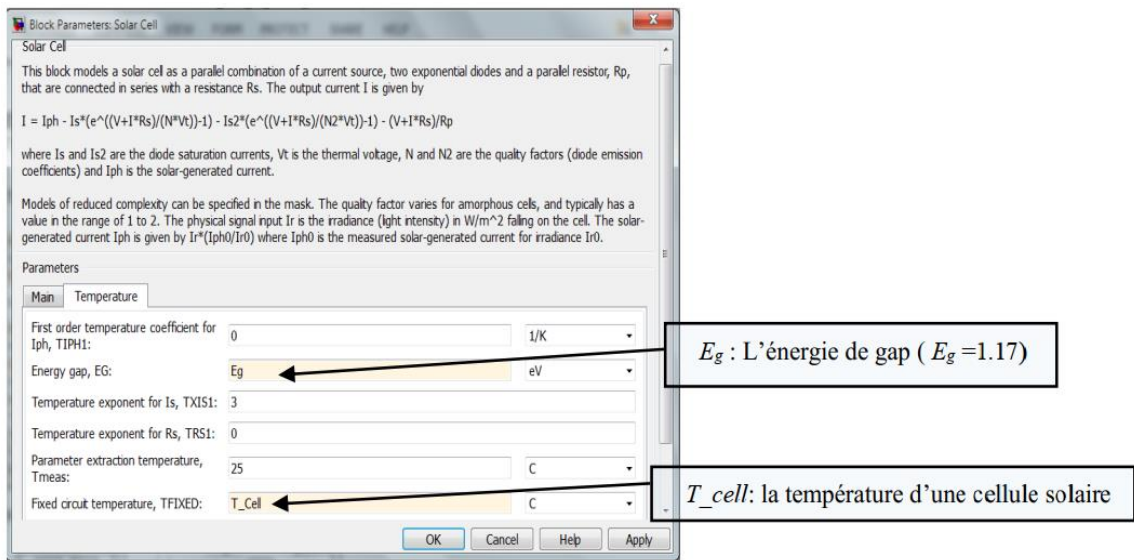 Block Parameters: Solar Cell
Solar Cell
This block models a solar cell as a parallel combination of a current source, two exponential diodes and a parallel resistor, Rp,
that are connected in series with a resistance Rs. The output current I is given by
I = Iph - Is*(e^((V+I*Rs)/(N*Vt))-1) - Is2*(e^((V+I*Rs)/(N2*Vt))-1) - (V+I*Rs)/Rp
where Is and Is2 are the diode saturation currents, Vt is the thermal voltage, N and N2 are the quality factors (diode emission
coefficients) and Iph is the solar-generated current.
Models of reduced complexity can be specified in the mask. The quality factor varies for amorphous cells, and typically has a
value in the range of 1 to 2. The physical signal input Ir is the irradiance (light intensity) in W/m^2 falling on the cell. The solar-
generated current Iph is given by Ir*(Iph0/Ir0) where Iph0 is the measured solar-generated current for irradiance Ir0.
Parameters
Main Temperature
First order temperature coefficient for
Iph, TIPH1: 0 1/K
Energy gap, EG: Eg eV
Temperature exponent for Is, TXIS1: 3
Temperature exponent for Rs, TRS1: 0
Parameter extraction temperature,
Tmeas: 25 C
Fixed circuit temperature, TFIXED: T_Cell C
OK Cancel Help Apply
Eg : L'énergie de gap ( Eg =1.17)
T_cell: la température d'une cellule solaire